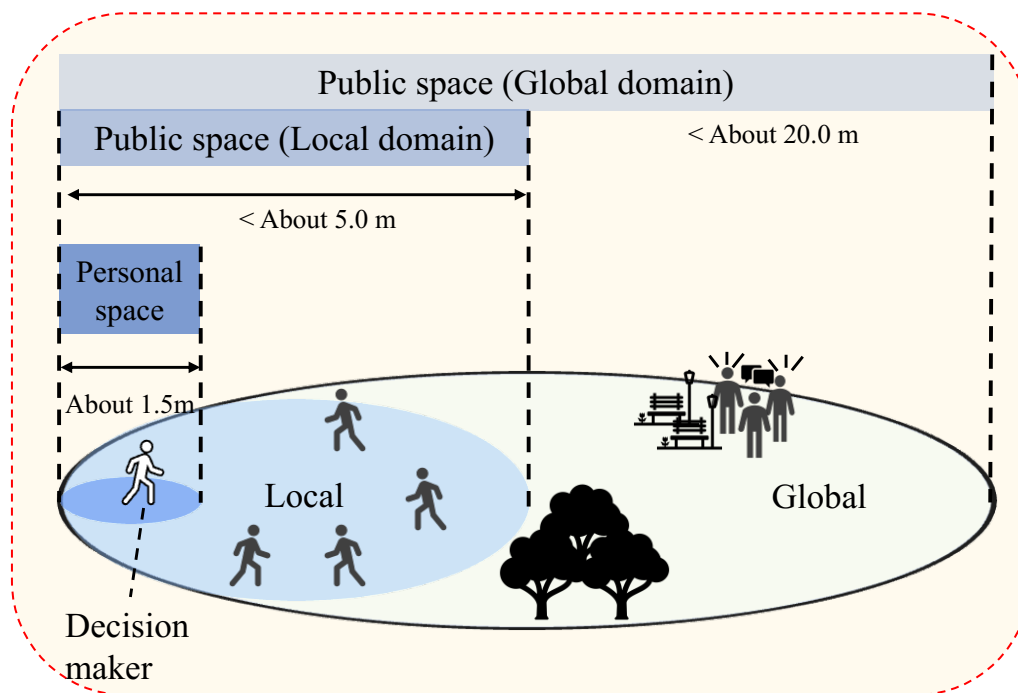 Public space (Global domain)
Public space (Local domain)
< About 20.0 m
< About 5.0 m
Personal
space
About 1.5m
Local
Global
Decision
maker